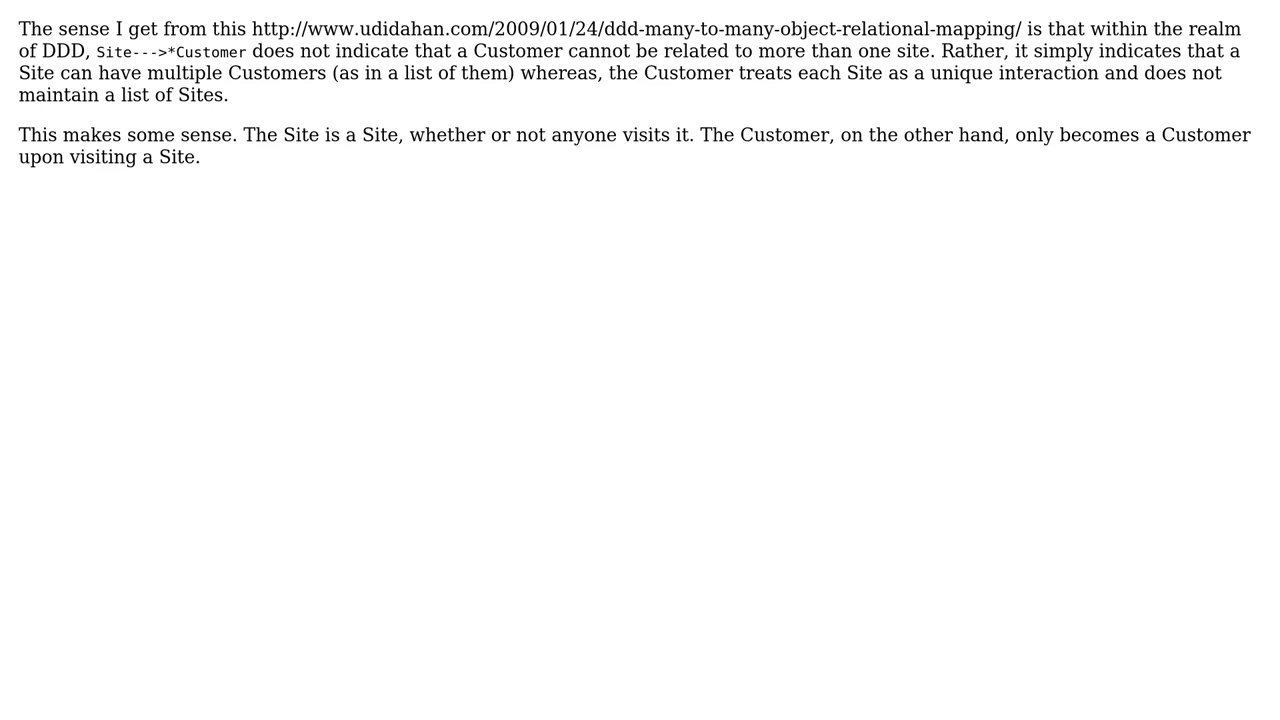 The sense I get from this http://www.udidahan.com/2009/01/24/ddd-many-to-many-object-relational-mapping/ is that within the realm
of DDD, Site--->*Customer does not indicate that a Customer cannot be related to more than one site. Rather, it simply indicates that a
Site can have multiple Customers (as in a list of them) whereas, the Customer treats each Site as a unique interaction and does not
maintain a list of Sites.
This makes some sense. The Site is a Site, whether or not anyone visits it. The Customer, on the other hand, only becomes a Customer
upon visiting a Site.